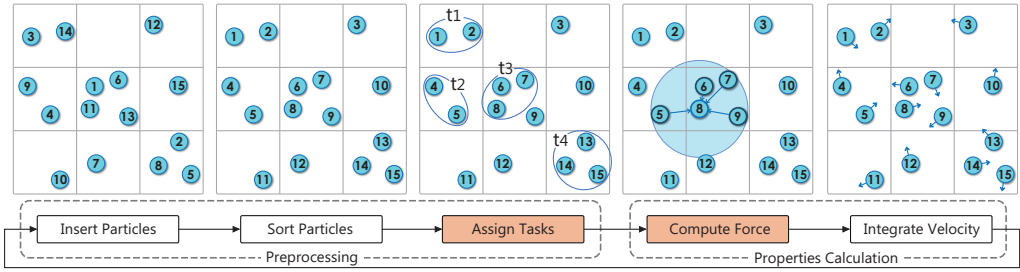 3 14 12
9 1 6 15
4 11 13
10 7 2 8 5
1 2 3
4 6 7 10
5 8 9
11 12 13 14 15
t1
1 2 3
t2 t3
4 6 7 10
5 8 9
t4
11 12 13 14 15
1 2 3
6 7 10
5 8 9
11 12 13 14 15
1 2 3
4 6 7 10
5 8 9
11 12 13 14 15
Insert Particles
Sort Particles
Assign Tasks
Compute Force
Integrate Velocity
Preprocessing
Properties Calculation